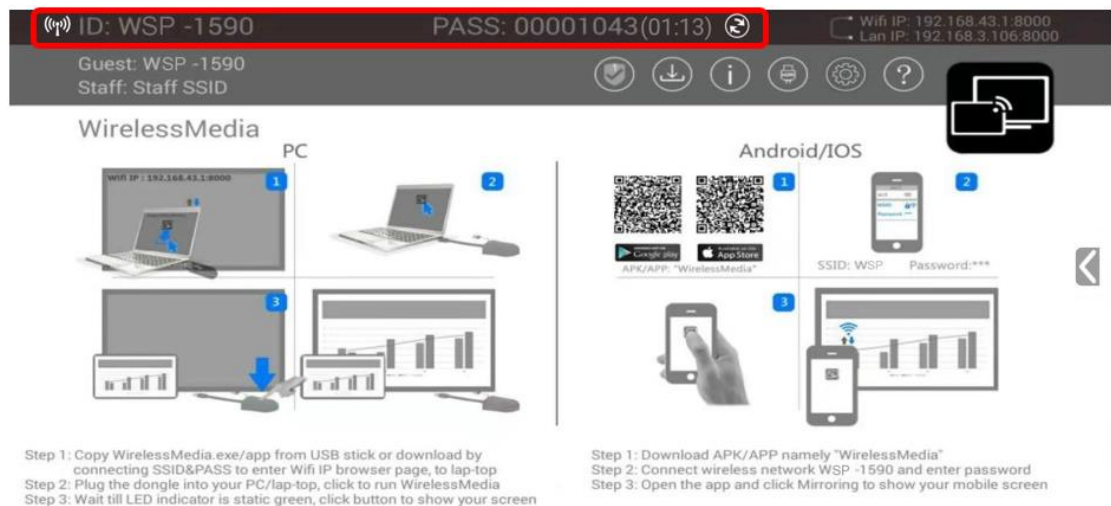 ID: WSP -1590
PASS: 00001043(01:13)
Wifi IP: 192.168.43.1:8000
Lan IP: 192.168.3.106:8000
Guest: WSP -1590
Staff: Staff SSID
WirelessMedia
PC
Wifi IP : 192.168.43.1:8000
1
2
3
Android/IOS
1
2
Google play
App Store
APK/APP: "WirelessMedia"
SSID: WSP Password:***
3
Step 1: Copy WirelessMedia.exe/app from USB stick or download by
connecting SSID&PASS to enter Wifi IP browser page, to lap-top
Step 2: Plug the dongle into your PC/lap-top, click to run WirelessMedia
Step 3: Wait till LED indicator is static green, click button to show your screen
Step 1: Download APK/APP namely "WirelessMedia"
Step 2: Connect wireless network WSP -1590 and enter password
Step 3: Open the app and click Mirroring to show your mobile screen